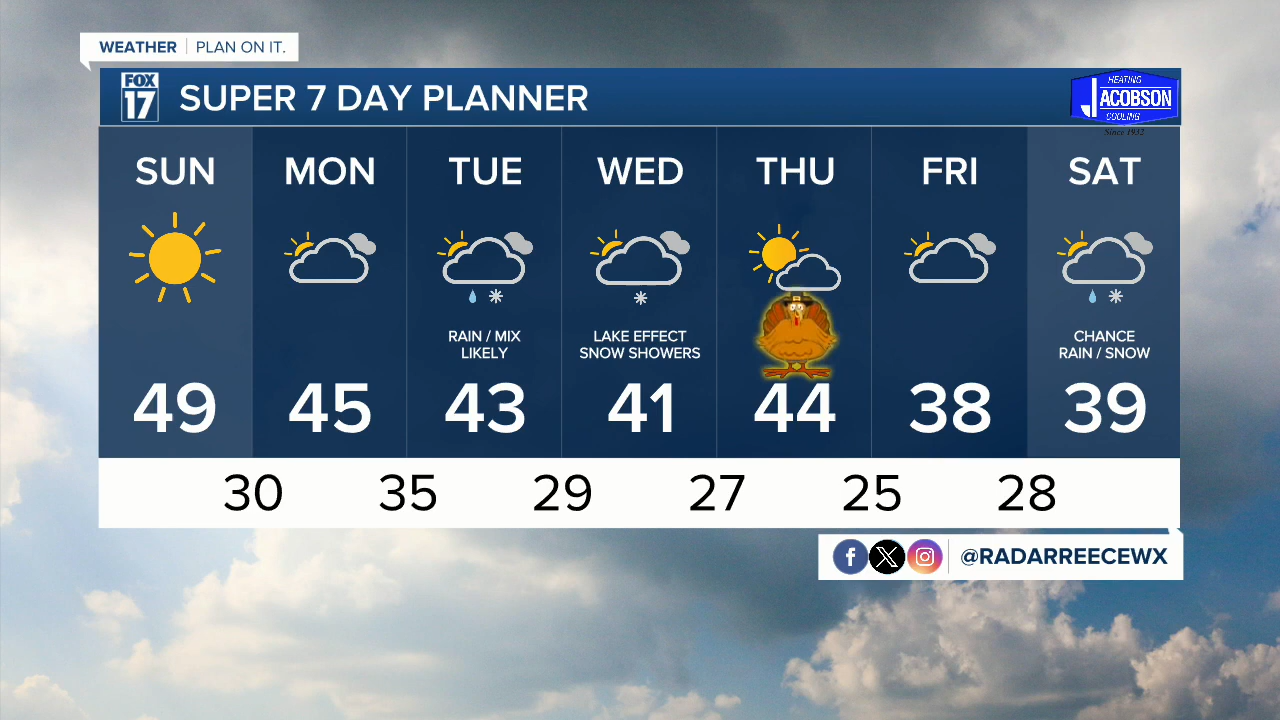 WEATHER | PLAN ON IT.
FOX
17
SUPER 7 DAY PLANNER
HEATING
JACOBSON
COOLING
Since 1932
SUN MON TUE WED THU FRI SAT
RAIN / MIX
LIKELY
LAKE EFFECT
SNOW SHOWERS
CHANCE
RAIN / SNOW
49 45 43 41 44 38 39
30 35 29 27 25 28
@RADARREECEWX